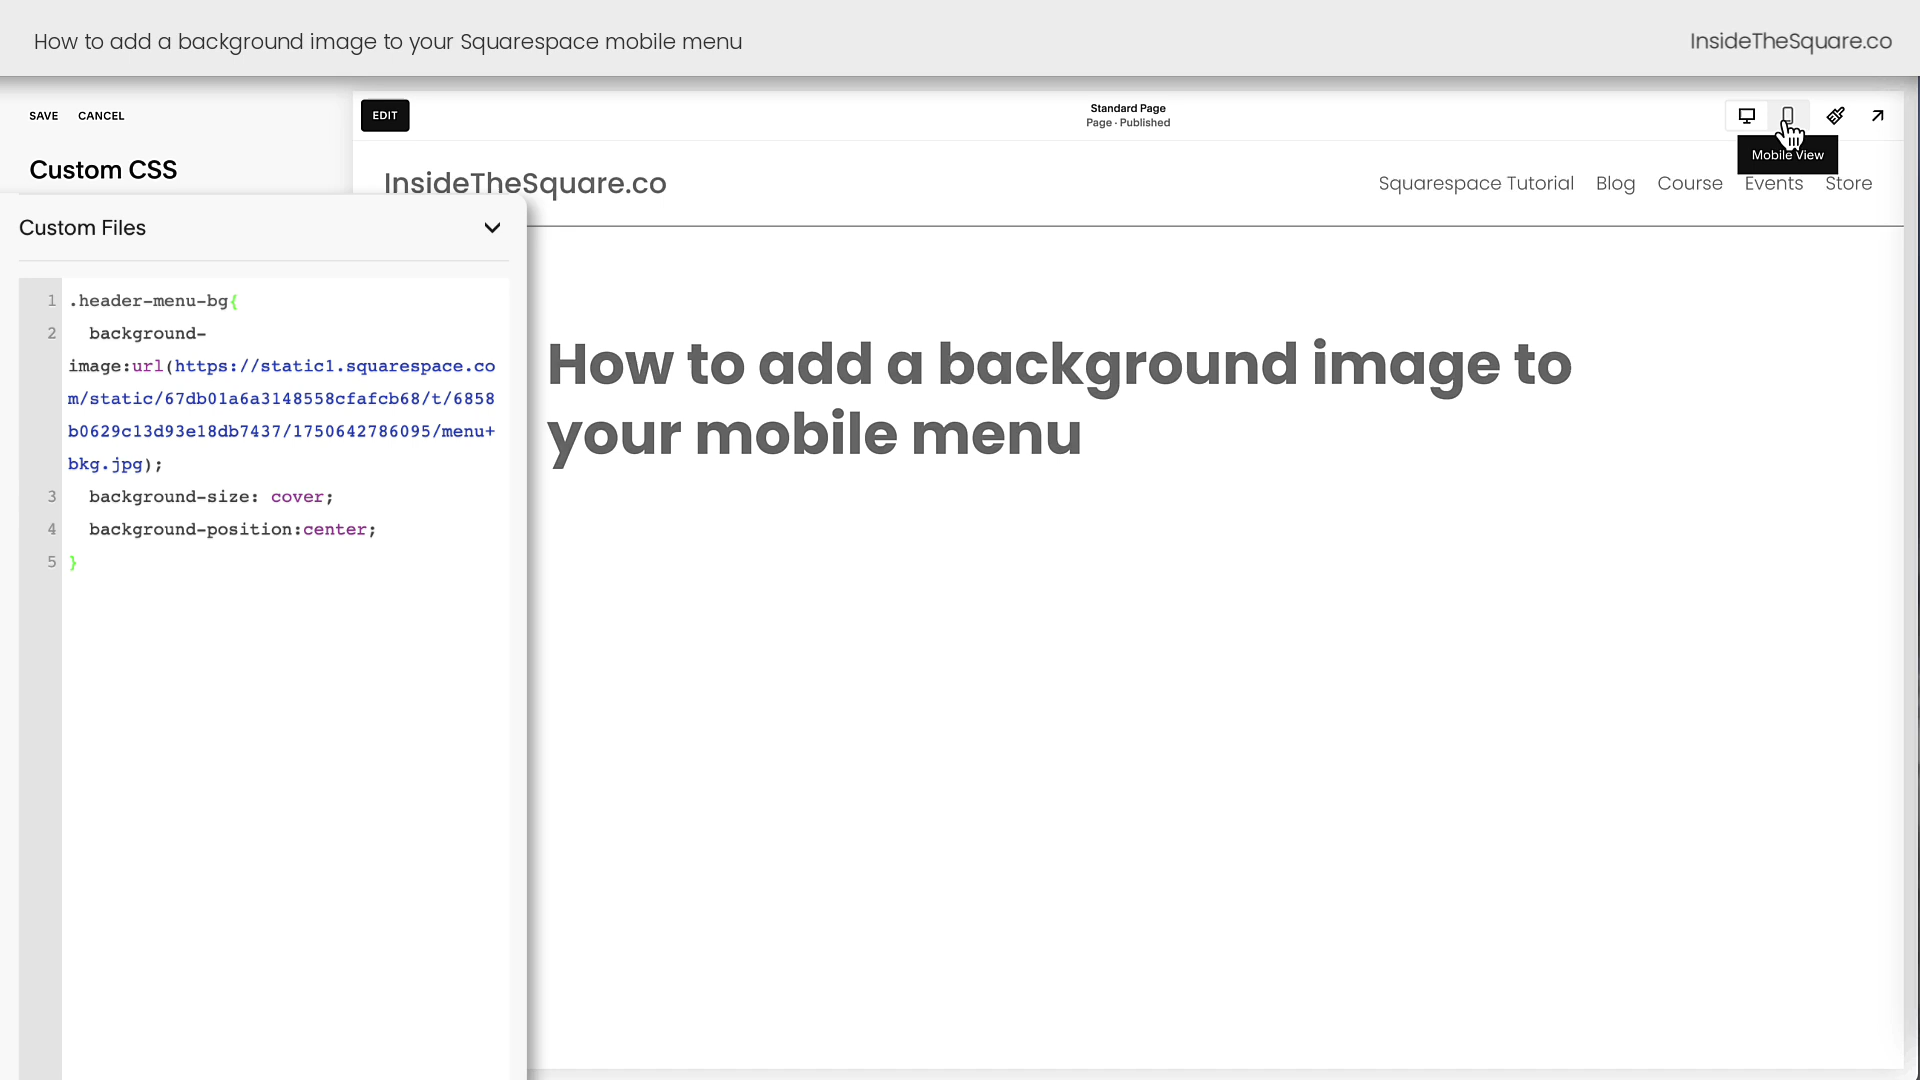 How to add a background image to your Squarespace mobile menu
InsideTheSquare.co
SAVE CANCEL
EDIT
Standard Page
Page · Published
Mobile View
Custom CSS
InsideTheSquare.co
Squarespace Tutorial Blog Course Events Store
Custom Files
1 .header-menu-bg{
2 background-
image:url(https://static1.squarespace.co
m/static/67db01a6a3148558cfafcb68/t/6858
b0629c13d93e18db7437/1750642786095/menu+
bkg.jpg);
3 background-size: cover;
4 background-position:center;
5 }
How to add a background image to
your mobile menu